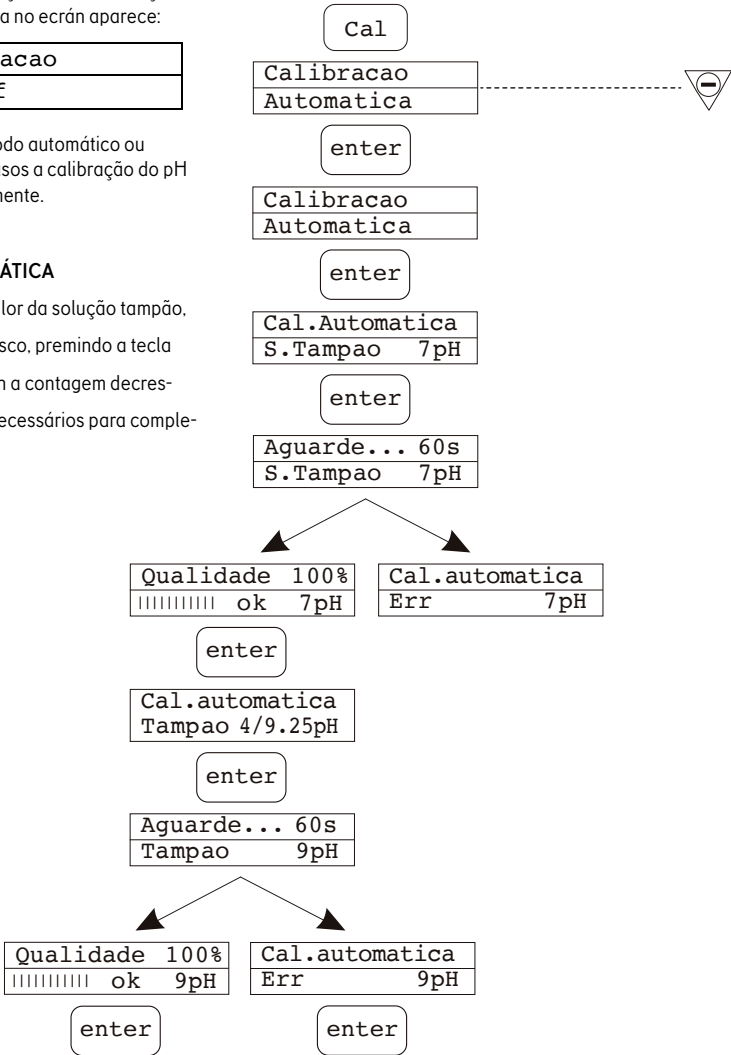 a no ecrán aparece:
acao
odo automático ou
sos a calibração do pH
mente.
ÁTICA
lor da solução tampão,
sco, premindo a tecla
a contagem decres-
ecessários para comple-
Cal
Calibracao
Automatica
enter
Calibracao
Automatica
enter
Cal.Automatica
S.Tampao 7pH
enter
Aguarde... 60s
S.Tampao 7pH
Qualidade 100%
||||||||||| ok 7pH
Cal.automatica
Err 7pH
enter
Cal.automatica
Tampao 4/9.25pH
enter
Aguarde... 60s
Tampao 9pH
Qualidade 100%
||||||||||| ok 9pH
Cal.automatica
Err 9pH
enter
enter